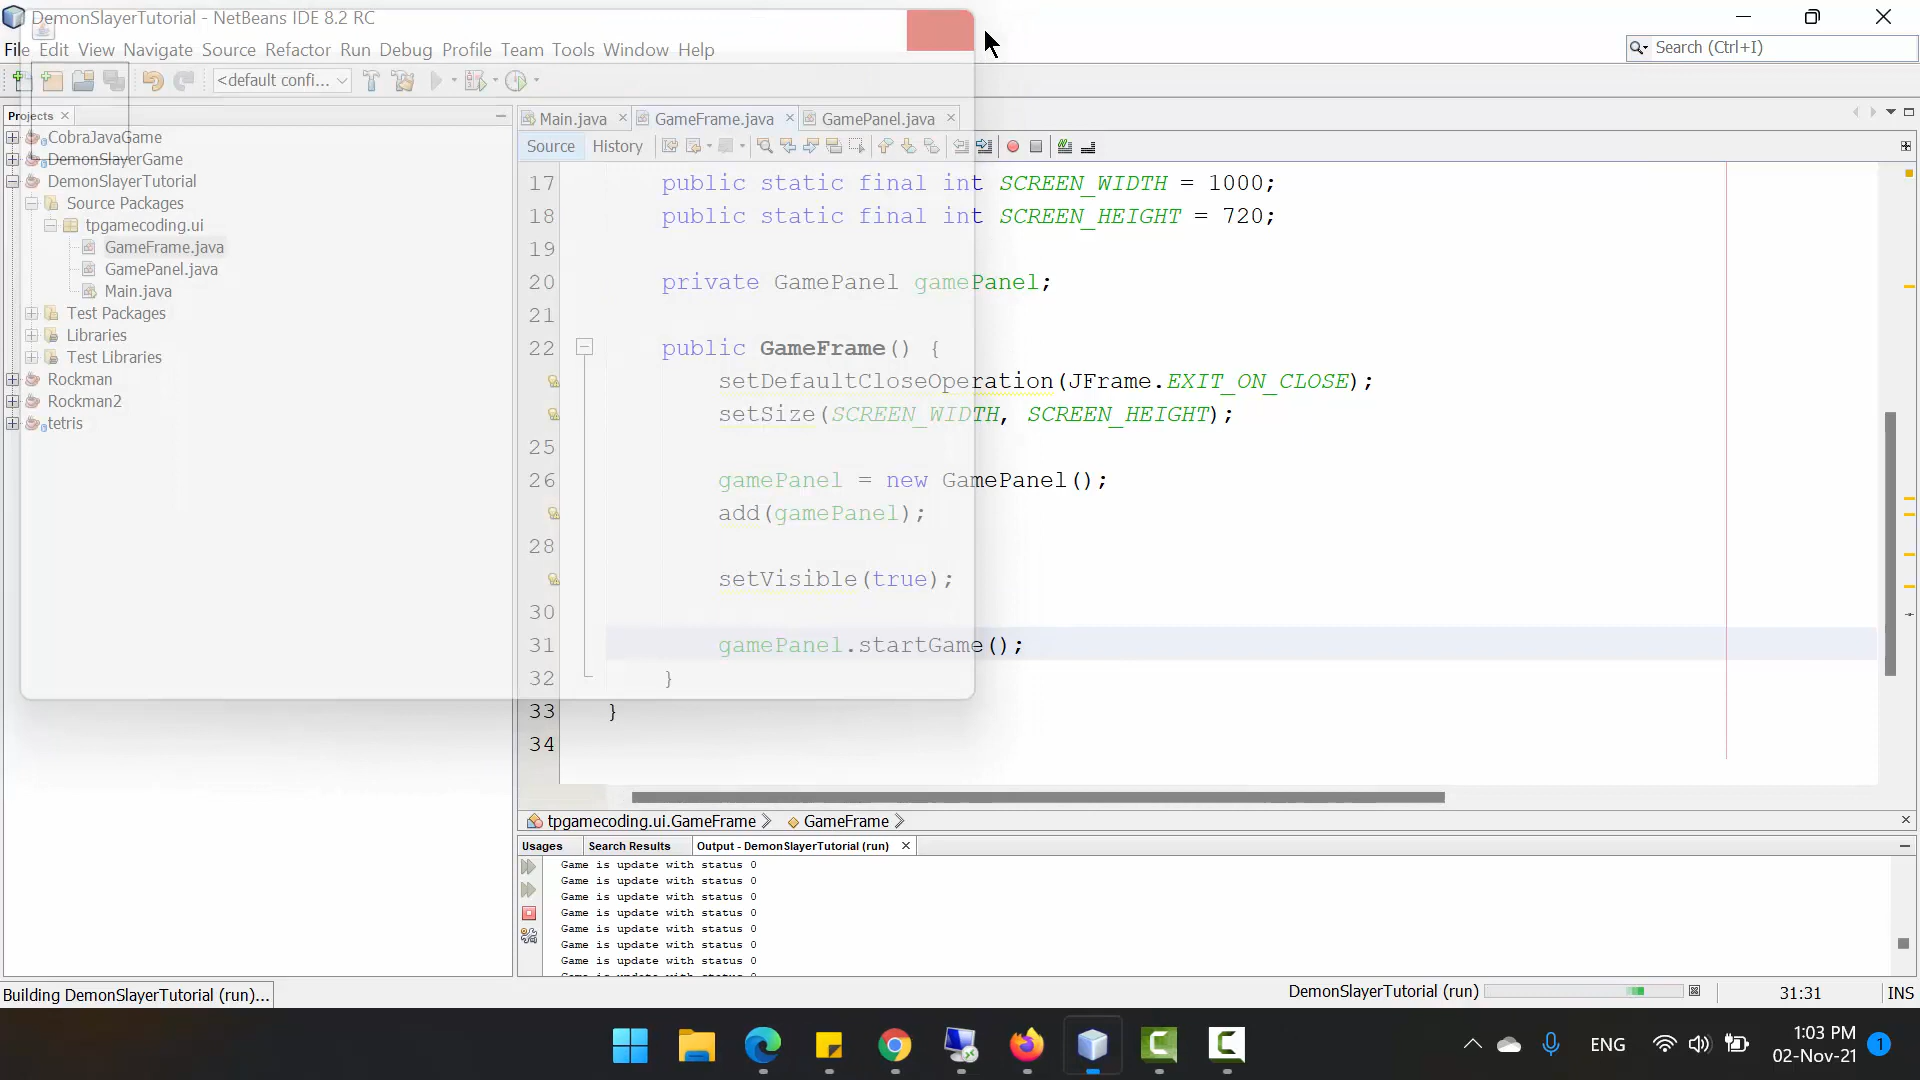 DemonSlayerTutorial - NetBeans IDE 8.2 RC
File Edit View Navigate Source Refactor Run Debug Profile Team Tools Window Help
Search (Ctrl+I)
<default confi...
Projects
Main.java
GameFrame.java
GamePanel.java
CobraJavaGame
DemonSlayerGame
DemonSlayerTutorial
Source Packages
tpgamecoding.ui
GameFrame.java
GamePanel.java
Main.java
Test Packages
Libraries
Test Libraries
Rockman
Rockman2
tetris
Source History
17 public static final int SCREEN_WIDTH = 1000;
18 public static final int SCREEN_HEIGHT = 720;
19
20 private GamePanel gamePanel;
21
22 public GameFrame() {
setDefaultCloseOperation(JFrame.EXIT_ON_CLOSE);
setSize(SCREEN_WIDTH, SCREEN_HEIGHT);
25
26 gamePanel = new GamePanel();
add(gamePanel);
28
setVisible(true);
30
31 gamePanel.startGame();
32 }
33 }
34
tpgamecoding.ui.GameFrame
GameFrame
Usages Search Results Output - DemonSlayerTutorial (run)
Game is update with status 0
Game is update with status 0
Game is update with status 0
Game is update with status 0
Game is update with status 0
Game is update with status 0
Game is update with status 0
Building DemonSlayerTutorial (run)...
DemonSlayerTutorial (run)
31:31
INS
ENG
1:03 PM
02-Nov-21
1